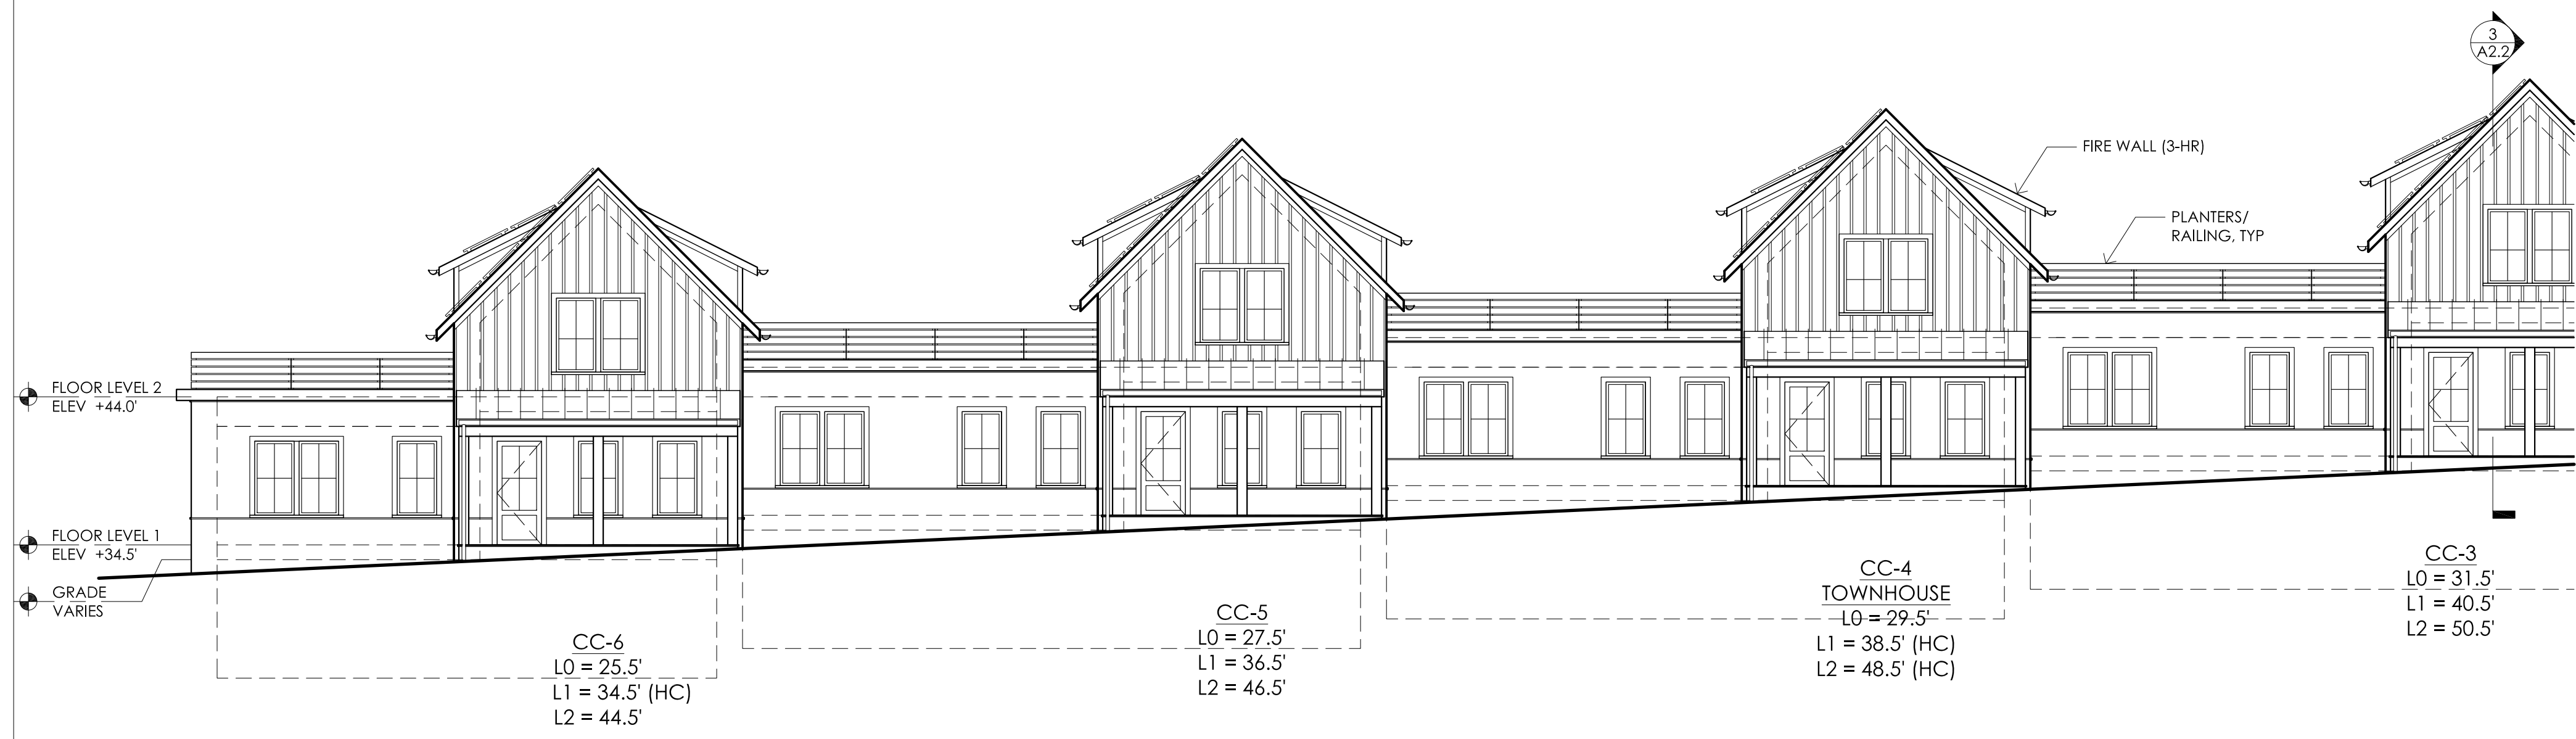 3
A2.2
FIRE WALL (3-HR)
PLANTERS/
RAILING, TYP
FLOOR LEVEL 2
ELEV +44.0'
FLOOR LEVEL 1
ELEV +34.5'
GRADE
VARIES
CC-6
L0 = 25.5'
L1 = 34.5' (HC)
L2 = 44.5'
CC-5
L0 = 27.5'
L1 = 36.5'
L2 = 46.5'
CC-4
TOWNHOUSE
L0 = 29.5'
L1 = 38.5' (HC)
L2 = 48.5' (HC)
CC-3
L0 = 31.5'
L1 = 40.5'
L2 = 50.5'